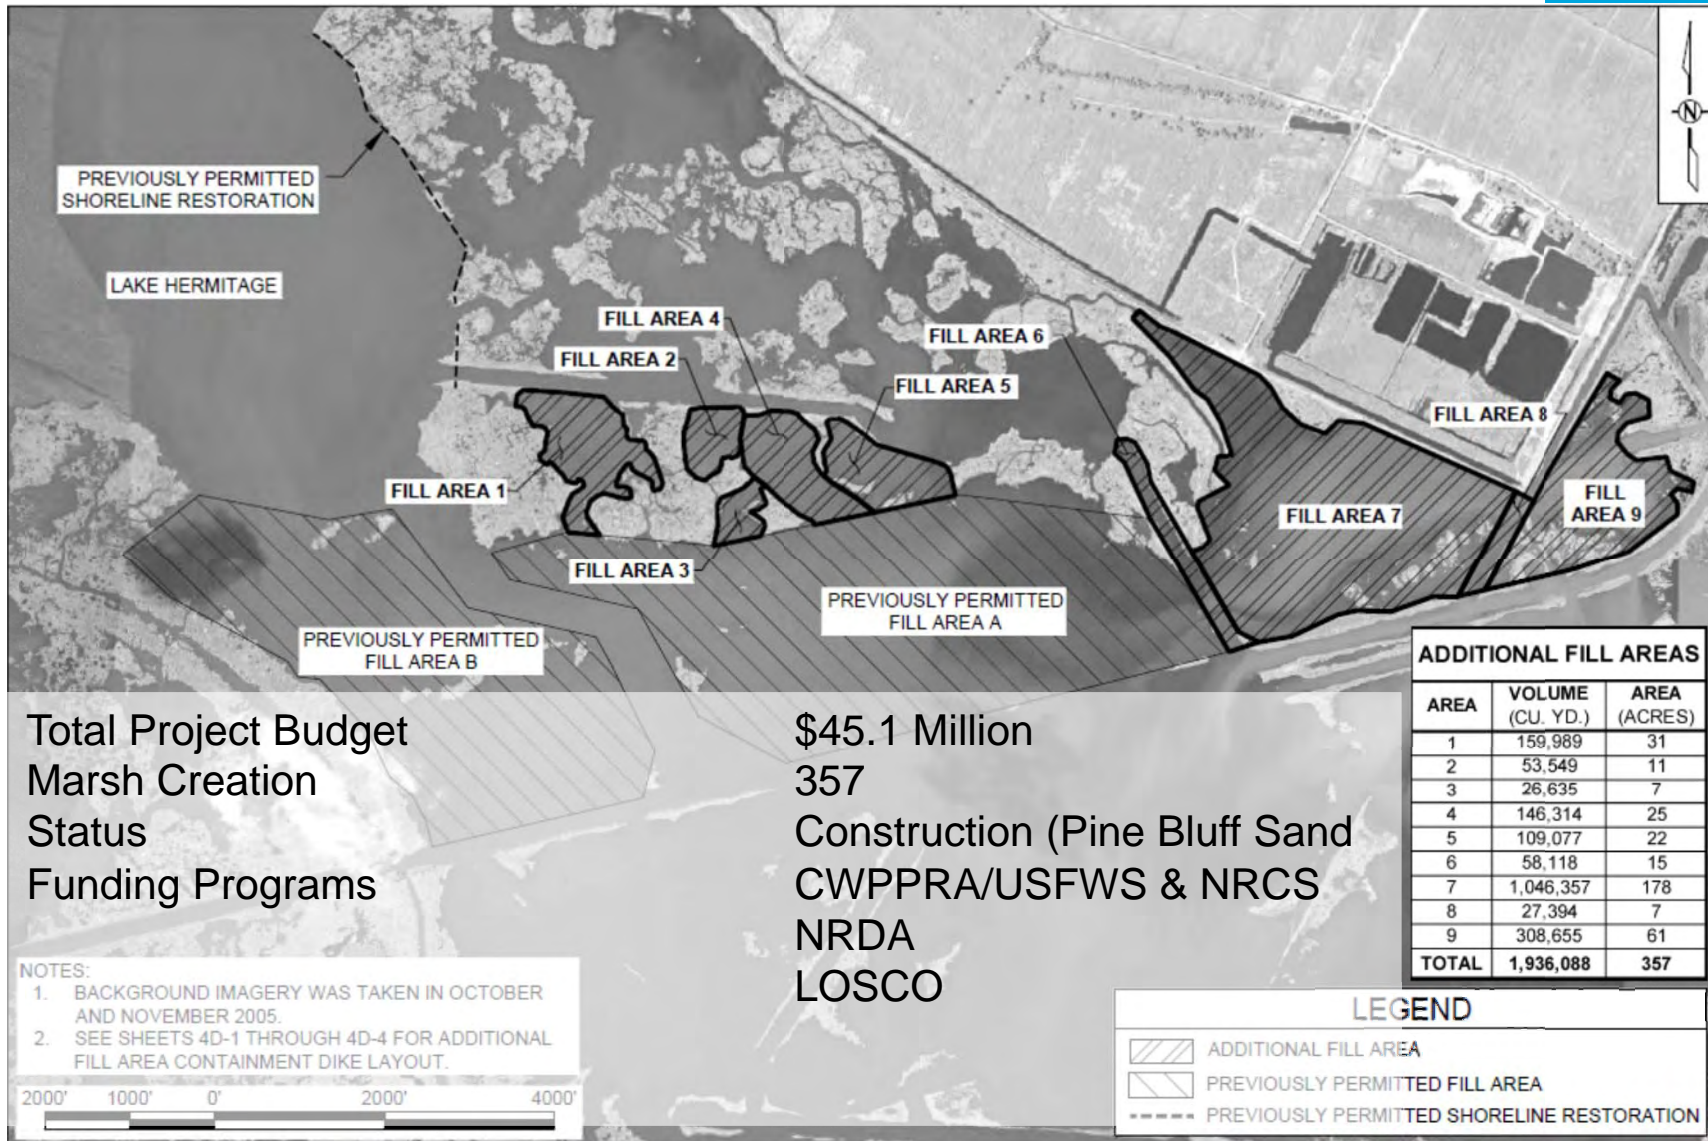 N
PREVIOUSLY PERMITTED
SHORELINE RESTORATION
LAKE HERMITAGE
FILL AREA 4
FILL AREA 2
FILL AREA 6
FILL AREA 5
FILL AREA 8
FILL AREA 1
FILL AREA 7
FILL
AREA 9
FILL AREA 3
PREVIOUSLY PERMITTED
FILL AREA A
PREVIOUSLY PERMITTED
FILL AREA B
ADDITIONAL FILL AREAS
AREA VOLUME (CU. YD.) AREA (ACRES)
1 159,989 31
2 53,549 11
3 26,635 7
4 146,314 25
5 109,077 22
6 58,118 15
7 1,046,357 178
8 27,394 7
9 308,655 61
TOTAL 1,936,088 357
Total Project Budget $45.1 Million
Marsh Creation 357
Status Construction (Pine Bluff Sand
Funding Programs CWPPRA/USFWS & NRCS
NRDA
LOSCO
NOTES:
1. BACKGROUND IMAGERY WAS TAKEN IN OCTOBER
AND NOVEMBER 2005.
2. SEE SHEETS 4D-1 THROUGH 4D-4 FOR ADDITIONAL
FILL AREA CONTAINMENT DIKE LAYOUT.
2000' 1000' 0' 2000' 4000'
LEGEND
ADDITIONAL FILL AREA
PREVIOUSLY PERMITTED FILL AREA
PREVIOUSLY PERMITTED SHORELINE RESTORATION